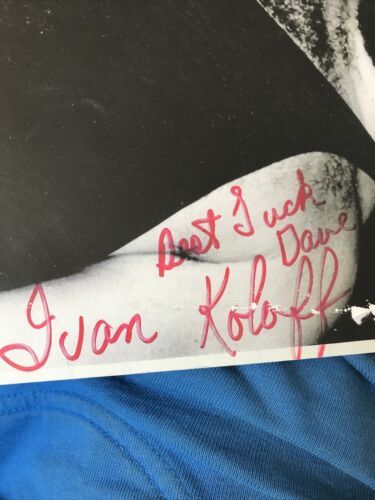 Best Luck
Dave
Ivan Koloff